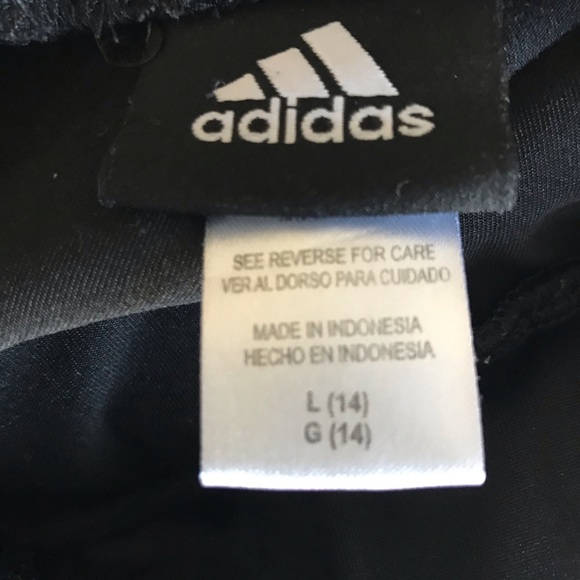 adidas
SEE REVERSE FOR CARE
VER AL DORSO PARA CUIDADO
MADE IN INDONESIA
HECHO EN INDONESIA
L (14)
G (14)